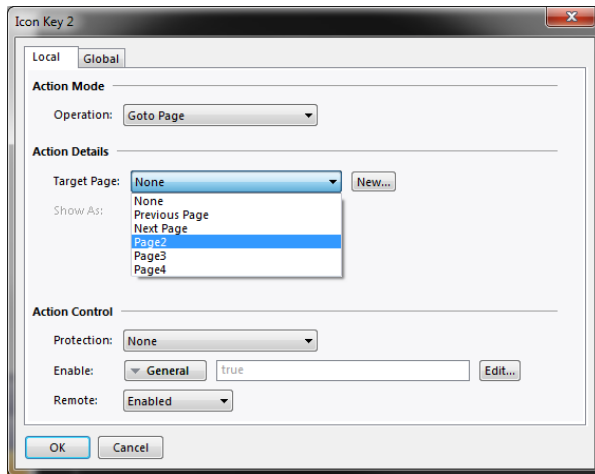 Icon Key 2
Local Global
Action Mode
Operation: Goto Page
Action Details
Target Page: None New...
Show As:
None
Previous Page
Next Page
Page2
Page3
Page4
Action Control
Protection: None
Enable: General true Edit...
Remote: Enabled
OK Cancel